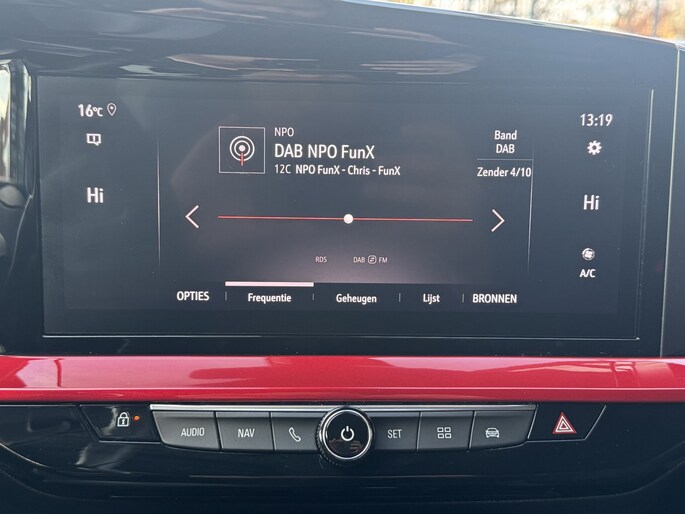 16°C
13:19
NPO
DAB NPO FunX
12C NPO FunX - Chris - FunX
Band
DAB
Zender 4/10
Hi
Hi
RDS
DAB FM
A/C
OPTIES
Frequentie
Geheugen
Lijst
BRONNEN
AUDIO
NAV
SET